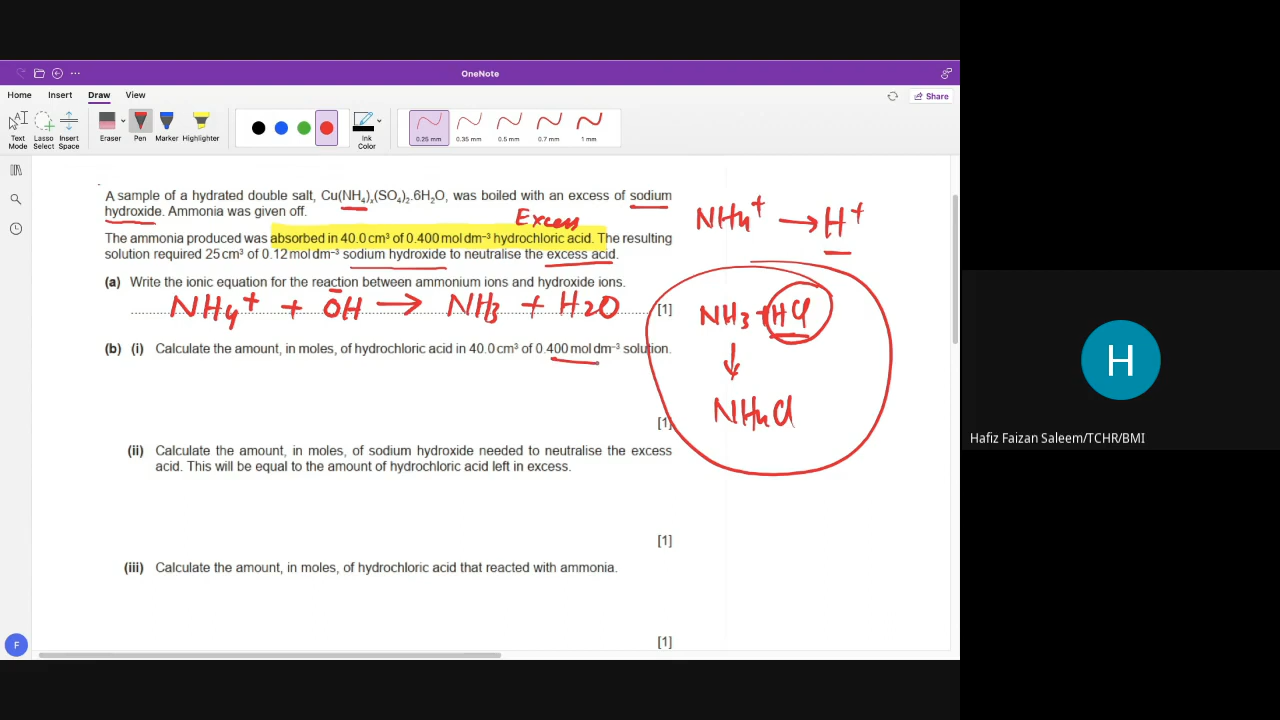 OneNote
Home Insert Draw View
Share
Text Mode
Lasso Select
Insert Space
Eraser
Pen
Marker
Highlighter
Ink Color
0.25 mm
0.35 mm
0.5 mm
0.7 mm
1 mm
A sample of a hydrated double salt, Cu(NH₄)ₓ(SO₄)₂.6H₂O, was boiled with an excess of sodium
hydroxide. Ammonia was given off.
Excess
The ammonia produced was absorbed in 40.0 cm³ of 0.400 mol dm⁻³ hydrochloric acid. The resulting
solution required 25 cm³ of 0.12 mol dm⁻³ sodium hydroxide to neutralise the excess acid.
(a) Write the ionic equation for the reaction between ammonium ions and hydroxide ions.
NH₄⁺ + ŌH → NH₃ + H₂O
[1]
(b) (i) Calculate the amount, in moles, of hydrochloric acid in 40.0 cm³ of 0.400 mol dm⁻³ solution.
[1]
(ii) Calculate the amount, in moles, of sodium hydroxide needed to neutralise the excess
acid. This will be equal to the amount of hydrochloric acid left in excess.
[1]
(iii) Calculate the amount, in moles, of hydrochloric acid that reacted with ammonia.
[1]
NH₄⁺ → H⁺
NH₃ + HCl
↓
NH₄Cl
F
H
Hafiz Faizan Saleem/TCHR/BMI